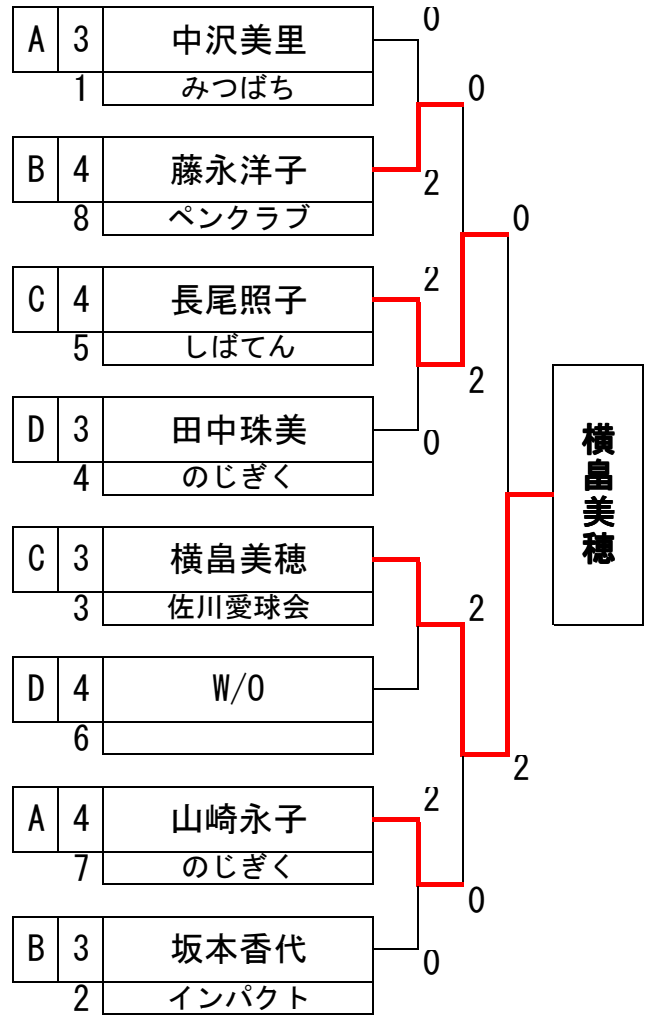 A 3 中沢美里 0
1 みつばち 0
B 4 藤永洋子 2
8 ペンクラブ 0
C 4 長尾照子 2
5 しばてん 2
D 3 田中珠美 0
4 のじぎく
横畠美穂
C 3 横畠美穂
3 佐川愛球会 2
D 4 W/O
6 2
A 4 山崎永子 2
7 のじぎく 0
B 3 坂本香代 0
2 インパクト